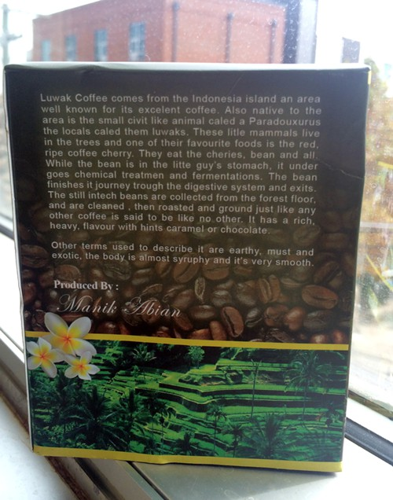 Luwak Coffee comes from the Indonesia island an area
well known for its excelent coffee. Also native to the
area is the small civit like animal caled a Paradouxurus
the locals caled them luwaks. These litle mammals live
in the trees and one of their favourite foods is the red,
ripe coffee cherry. They eat the cheries, bean and all.
While the bean is in the litte guy's stomach, it under
goes chemical treatmen and fermentations. The bean
finishes it journey trough the digestive system and exits.
The still intech beans are collected from the forest floor,
and are cleaned , then roasted and ground just like any
other coffee is said to be like no other. It has a rich,
heavy, flavour with hints caramel or chocolate.
Other terms used to describe it are earthy, must and
exotic, the body is almost syruphy and it's very smooth.
Produced By :
Manik Abian